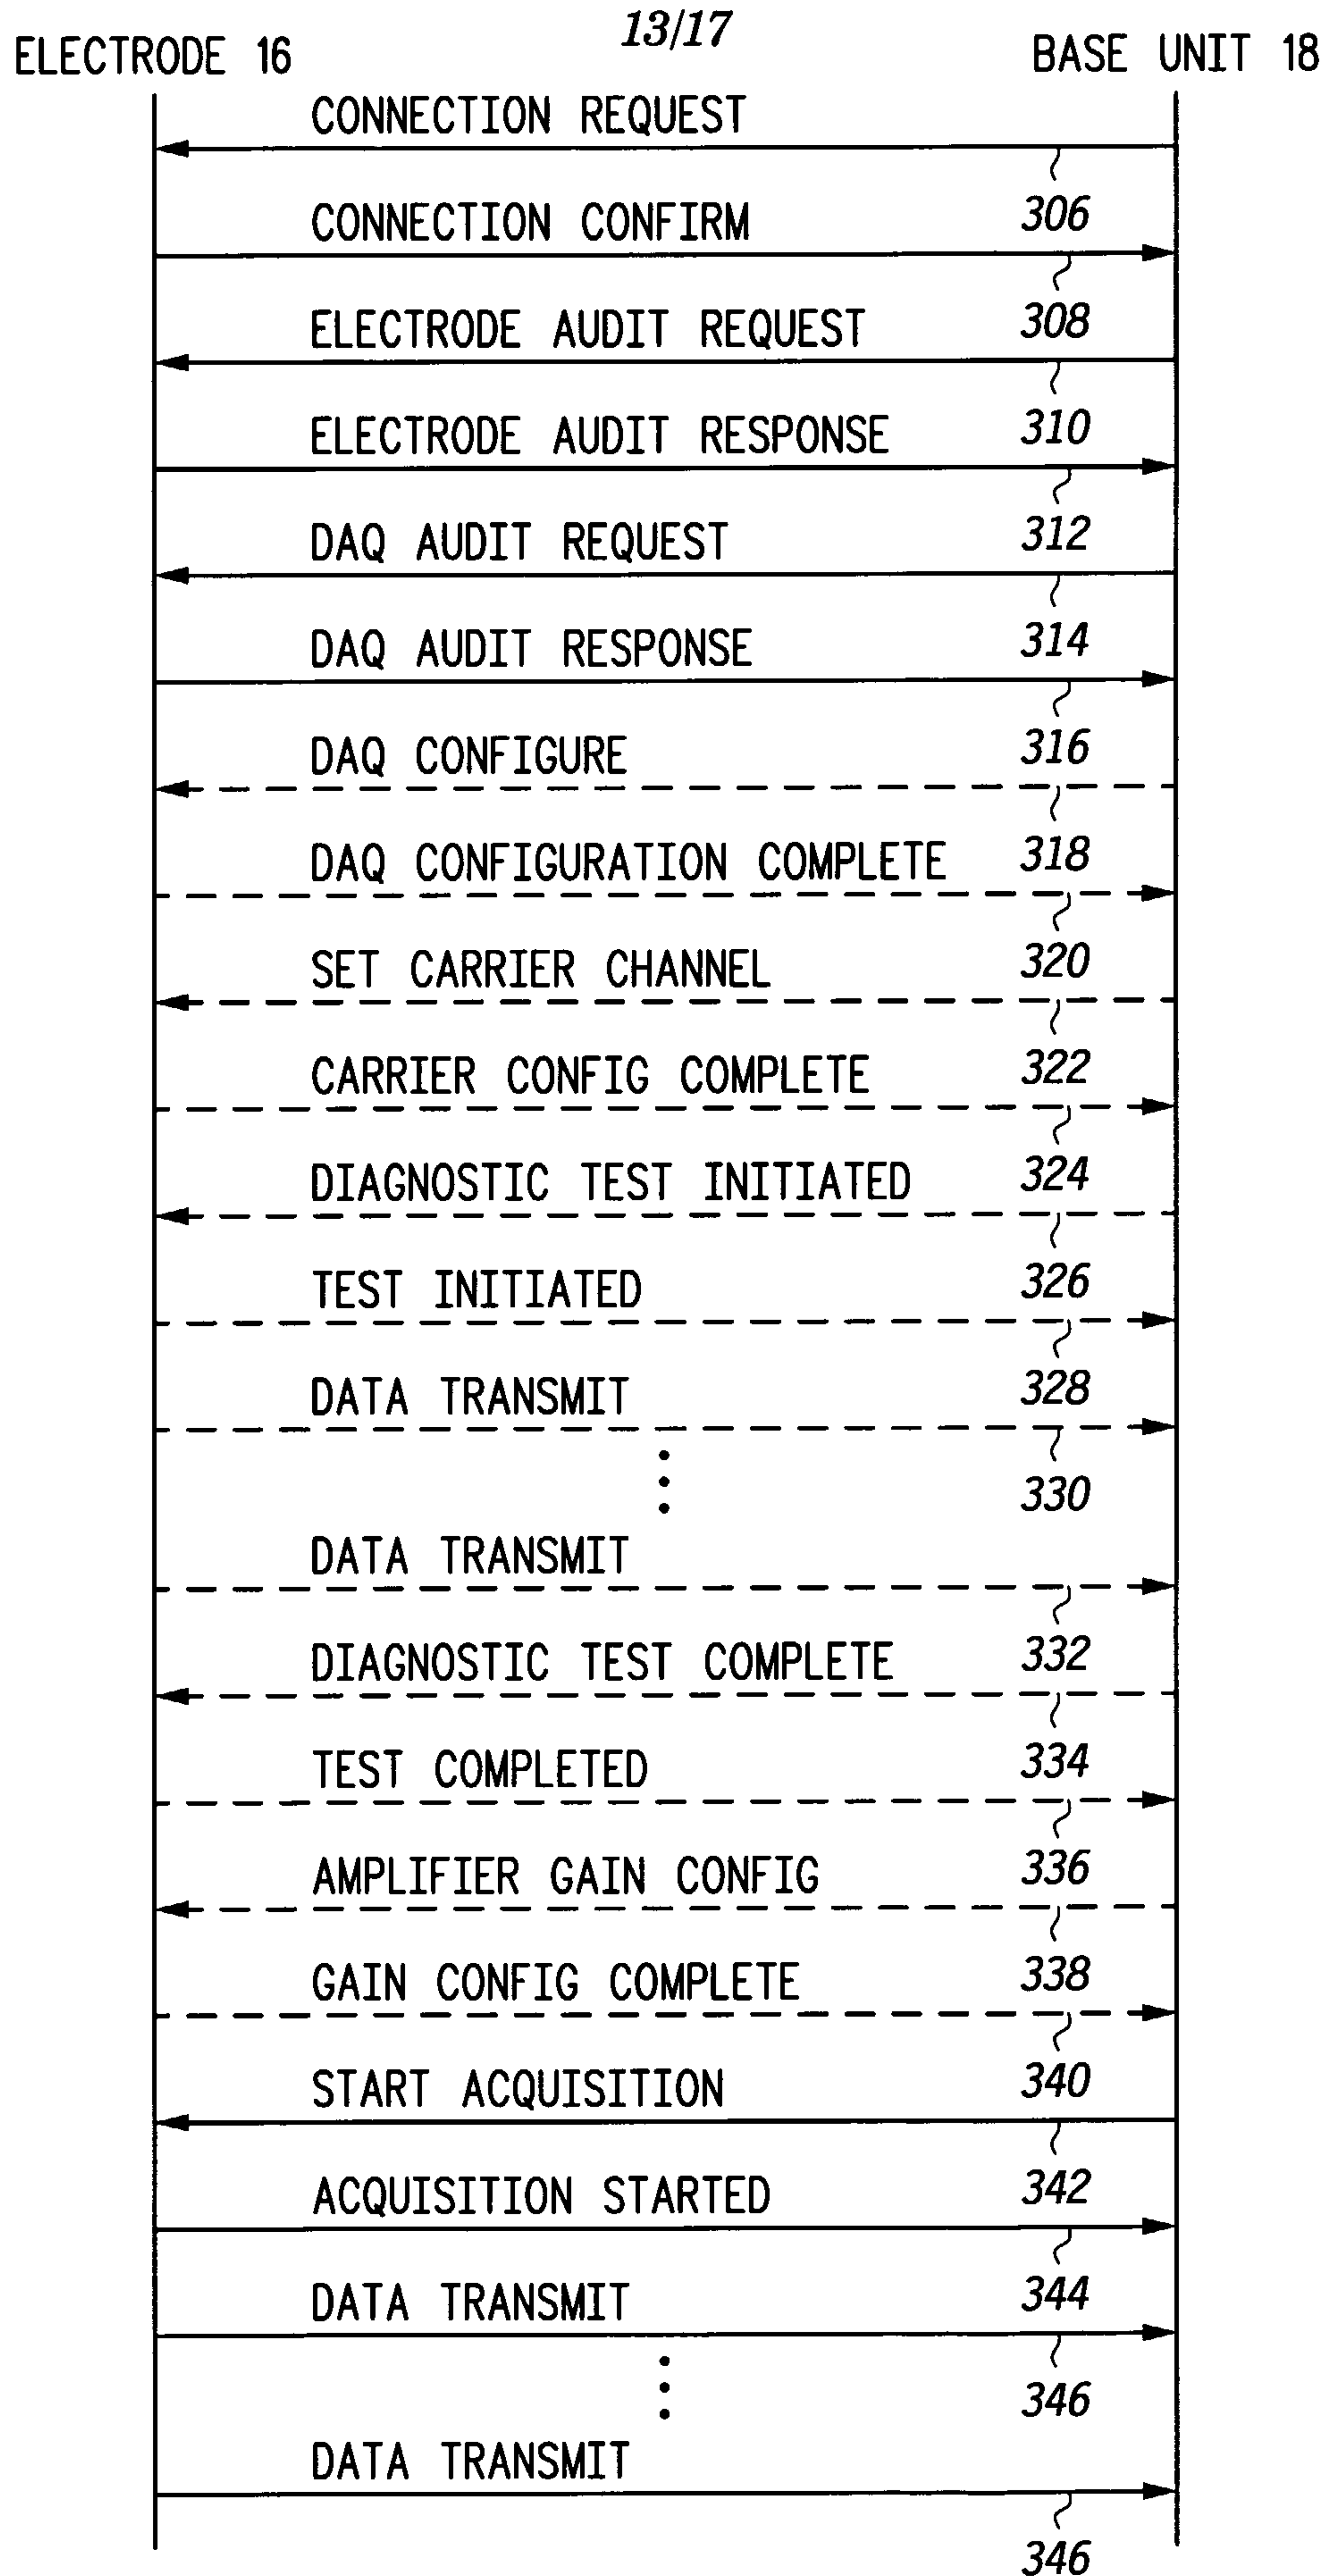 13/17
ELECTRODE 16 BASE UNIT 18
CONNECTION REQUEST
306
CONNECTION CONFIRM
308
ELECTRODE AUDIT REQUEST
310
ELECTRODE AUDIT RESPONSE
312
DAQ AUDIT REQUEST
314
DAQ AUDIT RESPONSE
316
DAQ CONFIGURE
318
DAQ CONFIGURATION COMPLETE
320
SET CARRIER CHANNEL
322
CARRIER CONFIG COMPLETE
324
DIAGNOSTIC TEST INITIATED
326
TEST INITIATED
328
DATA TRANSMIT
330
DATA TRANSMIT
332
DIAGNOSTIC TEST COMPLETE
334
TEST COMPLETED
336
AMPLIFIER GAIN CONFIG
338
GAIN CONFIG COMPLETE
340
START ACQUISITION
342
ACQUISITION STARTED
344
DATA TRANSMIT
346
DATA TRANSMIT
346